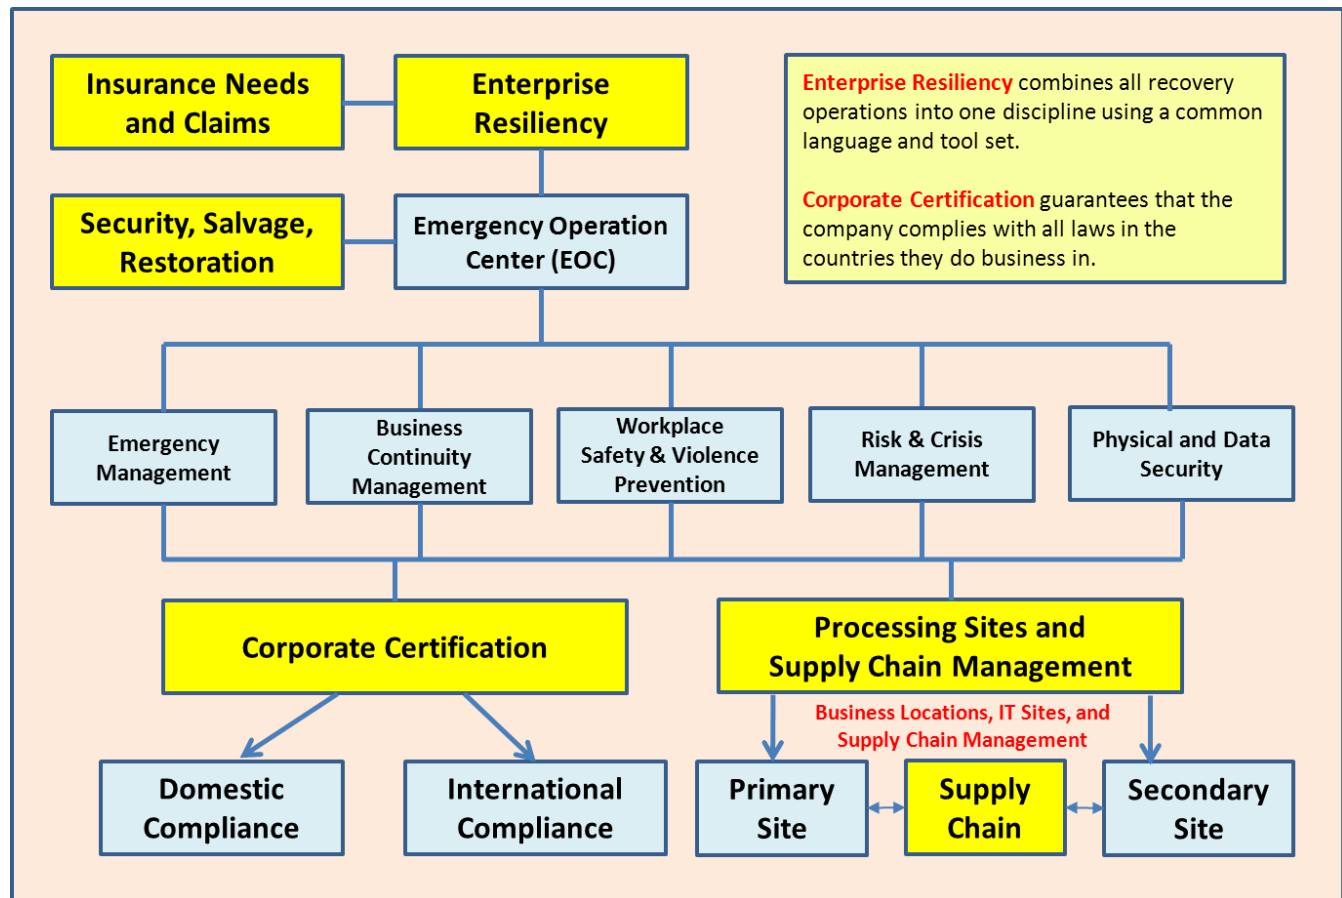 Insurance Needs
and Claims
Enterprise
Resiliency
Enterprise Resiliency combines all recovery
operations into one discipline using a common
language and tool set.
Corporate Certification guarantees that the
company complies with all laws in the
countries they do business in.
Security, Salvage,
Restoration
Emergency Operation
Center (EOC)
Emergency
Management
Business
Continuity
Management
Workplace
Safety & Violence
Prevention
Risk & Crisis
Management
Physical and Data
Security
Corporate Certification
Processing Sites and
Supply Chain Management
Business Locations, IT Sites, and
Supply Chain Management
Domestic
Compliance
International
Compliance
Primary
Site
Supply
Chain
Secondary
Site